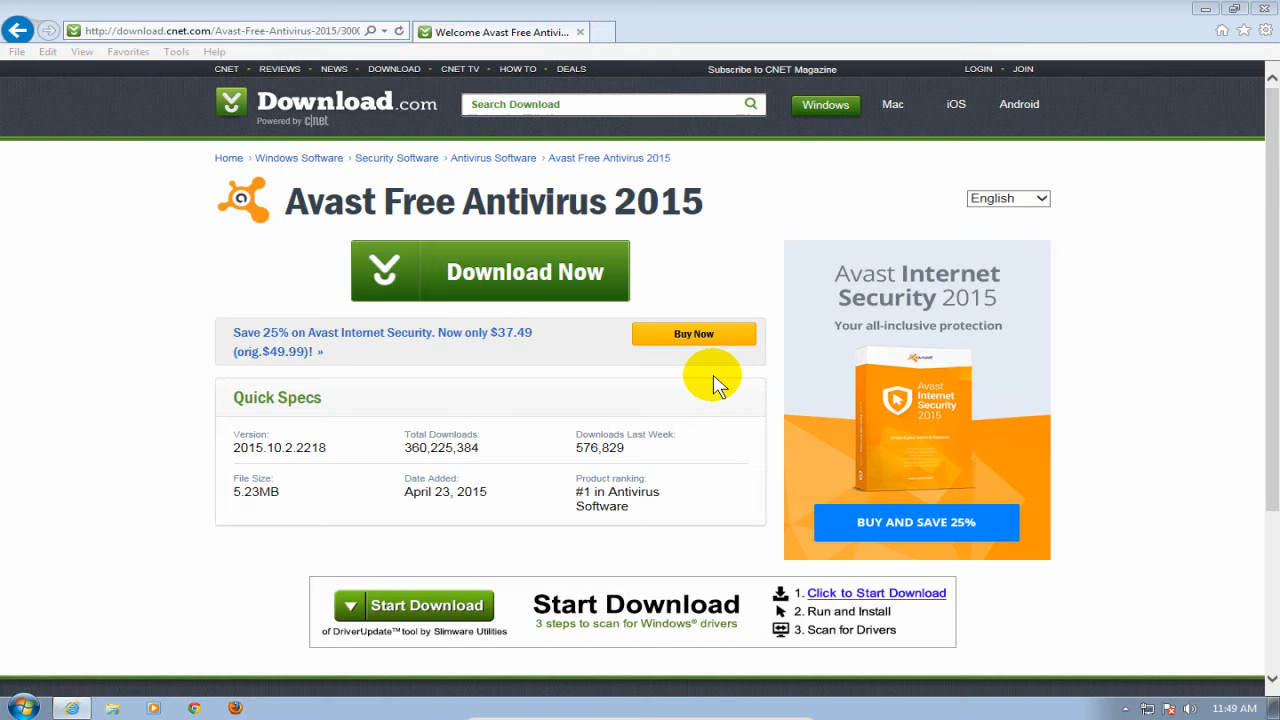 http://download.cnet.com/Avast-Free-Antivirus-2015/300
Welcome Avast Free Antivi...
File Edit View Favorites Tools Help
CNET REVIEWS NEWS DOWNLOAD CNET TV HOW TO DEALS Subscribe to CNET Magazine LOGIN JOIN
Download.com
Powered by c|net
Search Download
Windows Mac iOS Android
Home › Windows Software › Security Software › Antivirus Software › Avast Free Antivirus 2015
Avast Free Antivirus 2015
English
Download Now
Save 25% on Avast Internet Security. Now only $37.49
(orig.$49.99)! »
Buy Now
Quick Specs
Version: Total Downloads: Downloads Last Week:
2015.10.2.2218 360,225,384 576,829
File Size: Date Added: Product ranking:
5.23MB April 23, 2015 #1 in Antivirus
Software
Avast Internet
Security 2015
Your all-inclusive protection
Avast
Internet
Security
2015
BUY AND SAVE 25%
Start Download
of DriverUpdate™ tool by Slimware Utilities
Start Download
3 steps to scan for Windows® drivers
1. Click to Start Download
2. Run and Install
3. Scan for Drivers
11:49 AM